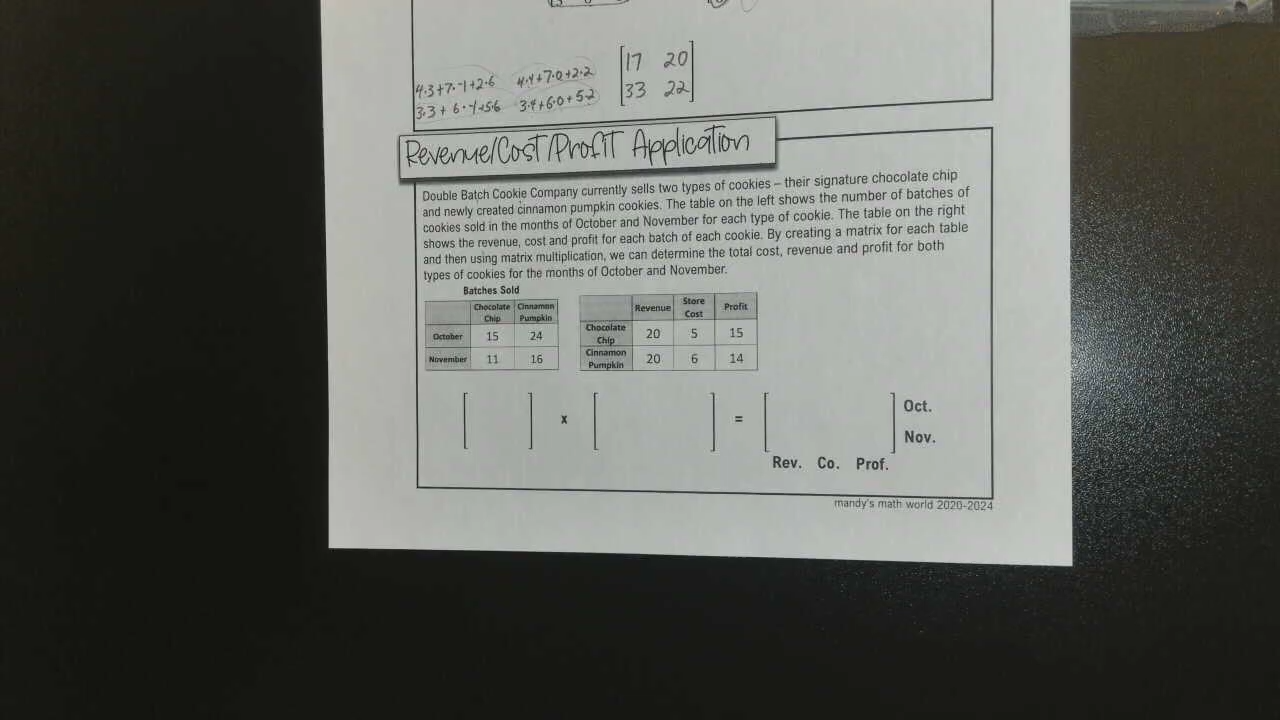 [17 20
33 22]
4·3+7·-1+2·6 4·4+7·0+2·2
3·3+6·-1+5·6 3·4+6·0+5·2
Revenue/Cost/Profit Application
Double Batch Cookie Company currently sells two types of cookies – their signature chocolate chip
and newly created cinnamon pumpkin cookies. The table on the left shows the number of batches of
cookies sold in the months of October and November for each type of cookie. The table on the right
shows the revenue, cost and profit for each batch of each cookie. By creating a matrix for each table
and then using matrix multiplication, we can determine the total cost, revenue and profit for both
types of cookies for the months of October and November.
Batches Sold
Chocolate Chip Cinnamon Pumpkin
October 15 24
November 11 16
Revenue Store Cost Profit
Chocolate Chip 20 5 15
Cinnamon Pumpkin 20 6 14
[ ] x [ ] = [ ] Oct.
Nov.
Rev. Co. Prof.
mandy's math world 2020-2024